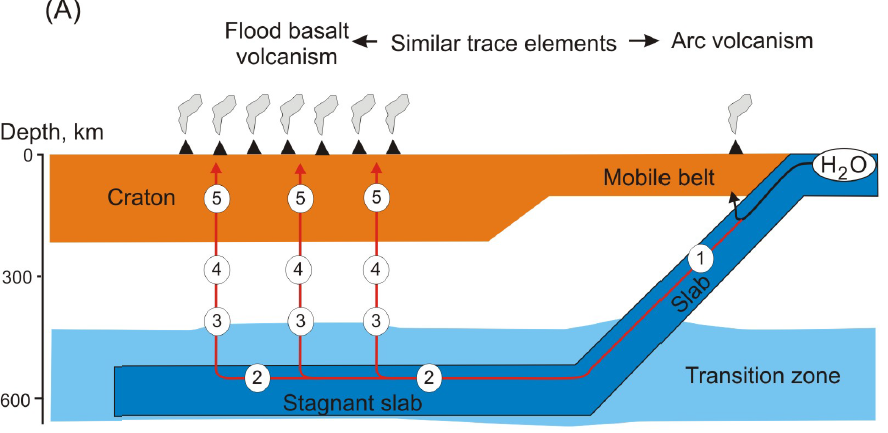 (A)
Flood basalt
volcanism
Similar trace elements
Arc volcanism
Depth, km
0
H2O
Mobile belt
Craton
5 5 5
1
4 4 4
300
Slab
3 3 3
2 2
Transition zone
600
Stagnant slab